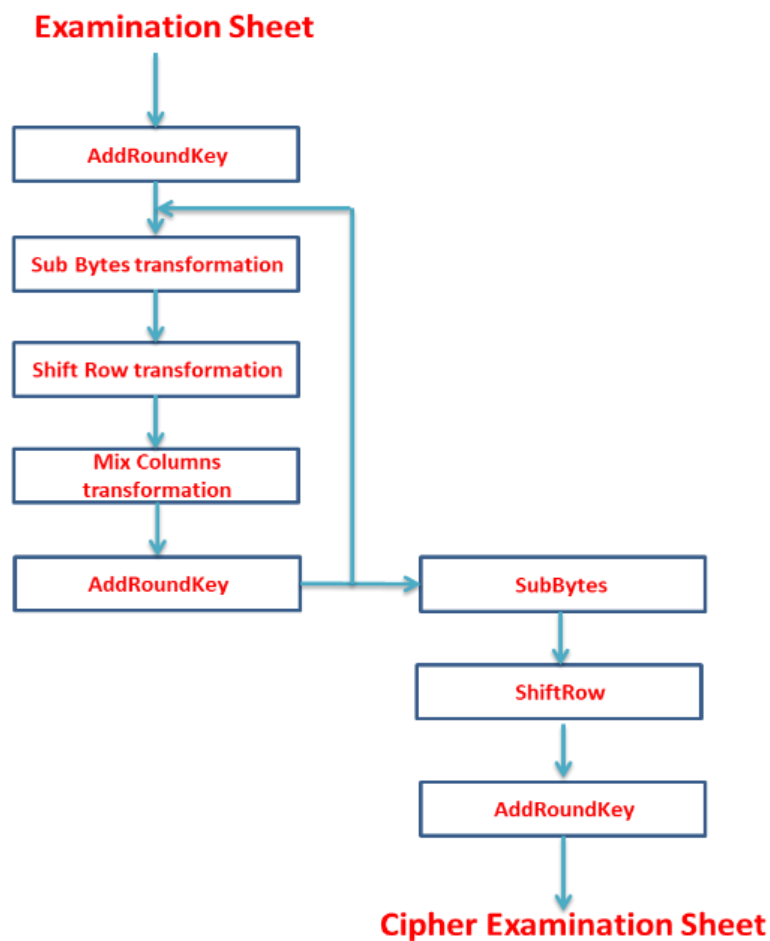 Examination Sheet
AddRoundKey
Sub Bytes transformation
Shift Row transformation
Mix Columns
transformation
AddRoundKey
SubBytes
ShiftRow
AddRoundKey
Cipher Examination Sheet